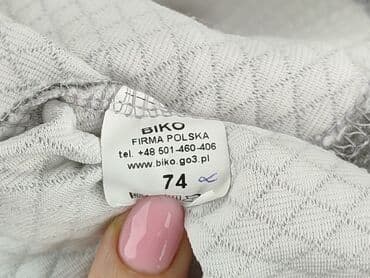 BIKO
FIRMA POLSKA
tel. +48 501-460-406
www.biko.go3.pl
74